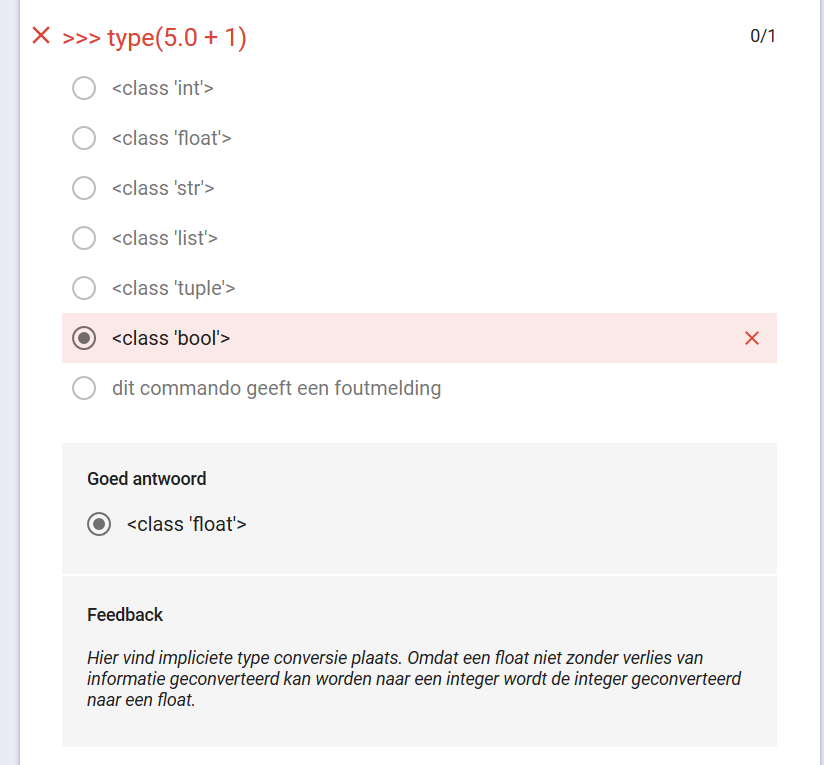 >>> type(5.0 + 1)
0/1
<class 'int'>
<class 'float'>
<class 'str'>
<class 'list'>
<class 'tuple'>
<class 'bool'>
dit commando geeft een foutmelding
Goed antwoord
<class 'float'>
Feedback
Hier vind impliciete type conversie plaats. Omdat een float niet zonder verlies van
informatie geconverteerd kan worden naar een integer wordt de integer geconverteerd
naar een float.